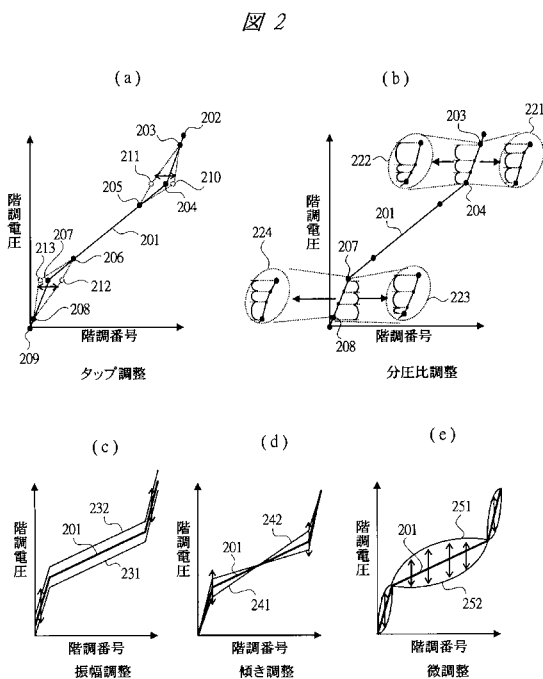 図 2
(a)
階調電圧
202
203
211
210
204
205
201
206
207
213
212
208
209
階調番号
タップ調整
(b)
階調電圧
203
221
222
204
201
207
224
223
208
階調番号
分圧比調整
(c)
階調電圧
232
201
231
階調番号
振幅調整
(d)
階調電圧
242
201
241
階調番号
傾き調整
(e)
階調電圧
251
201
252
階調番号
微調整